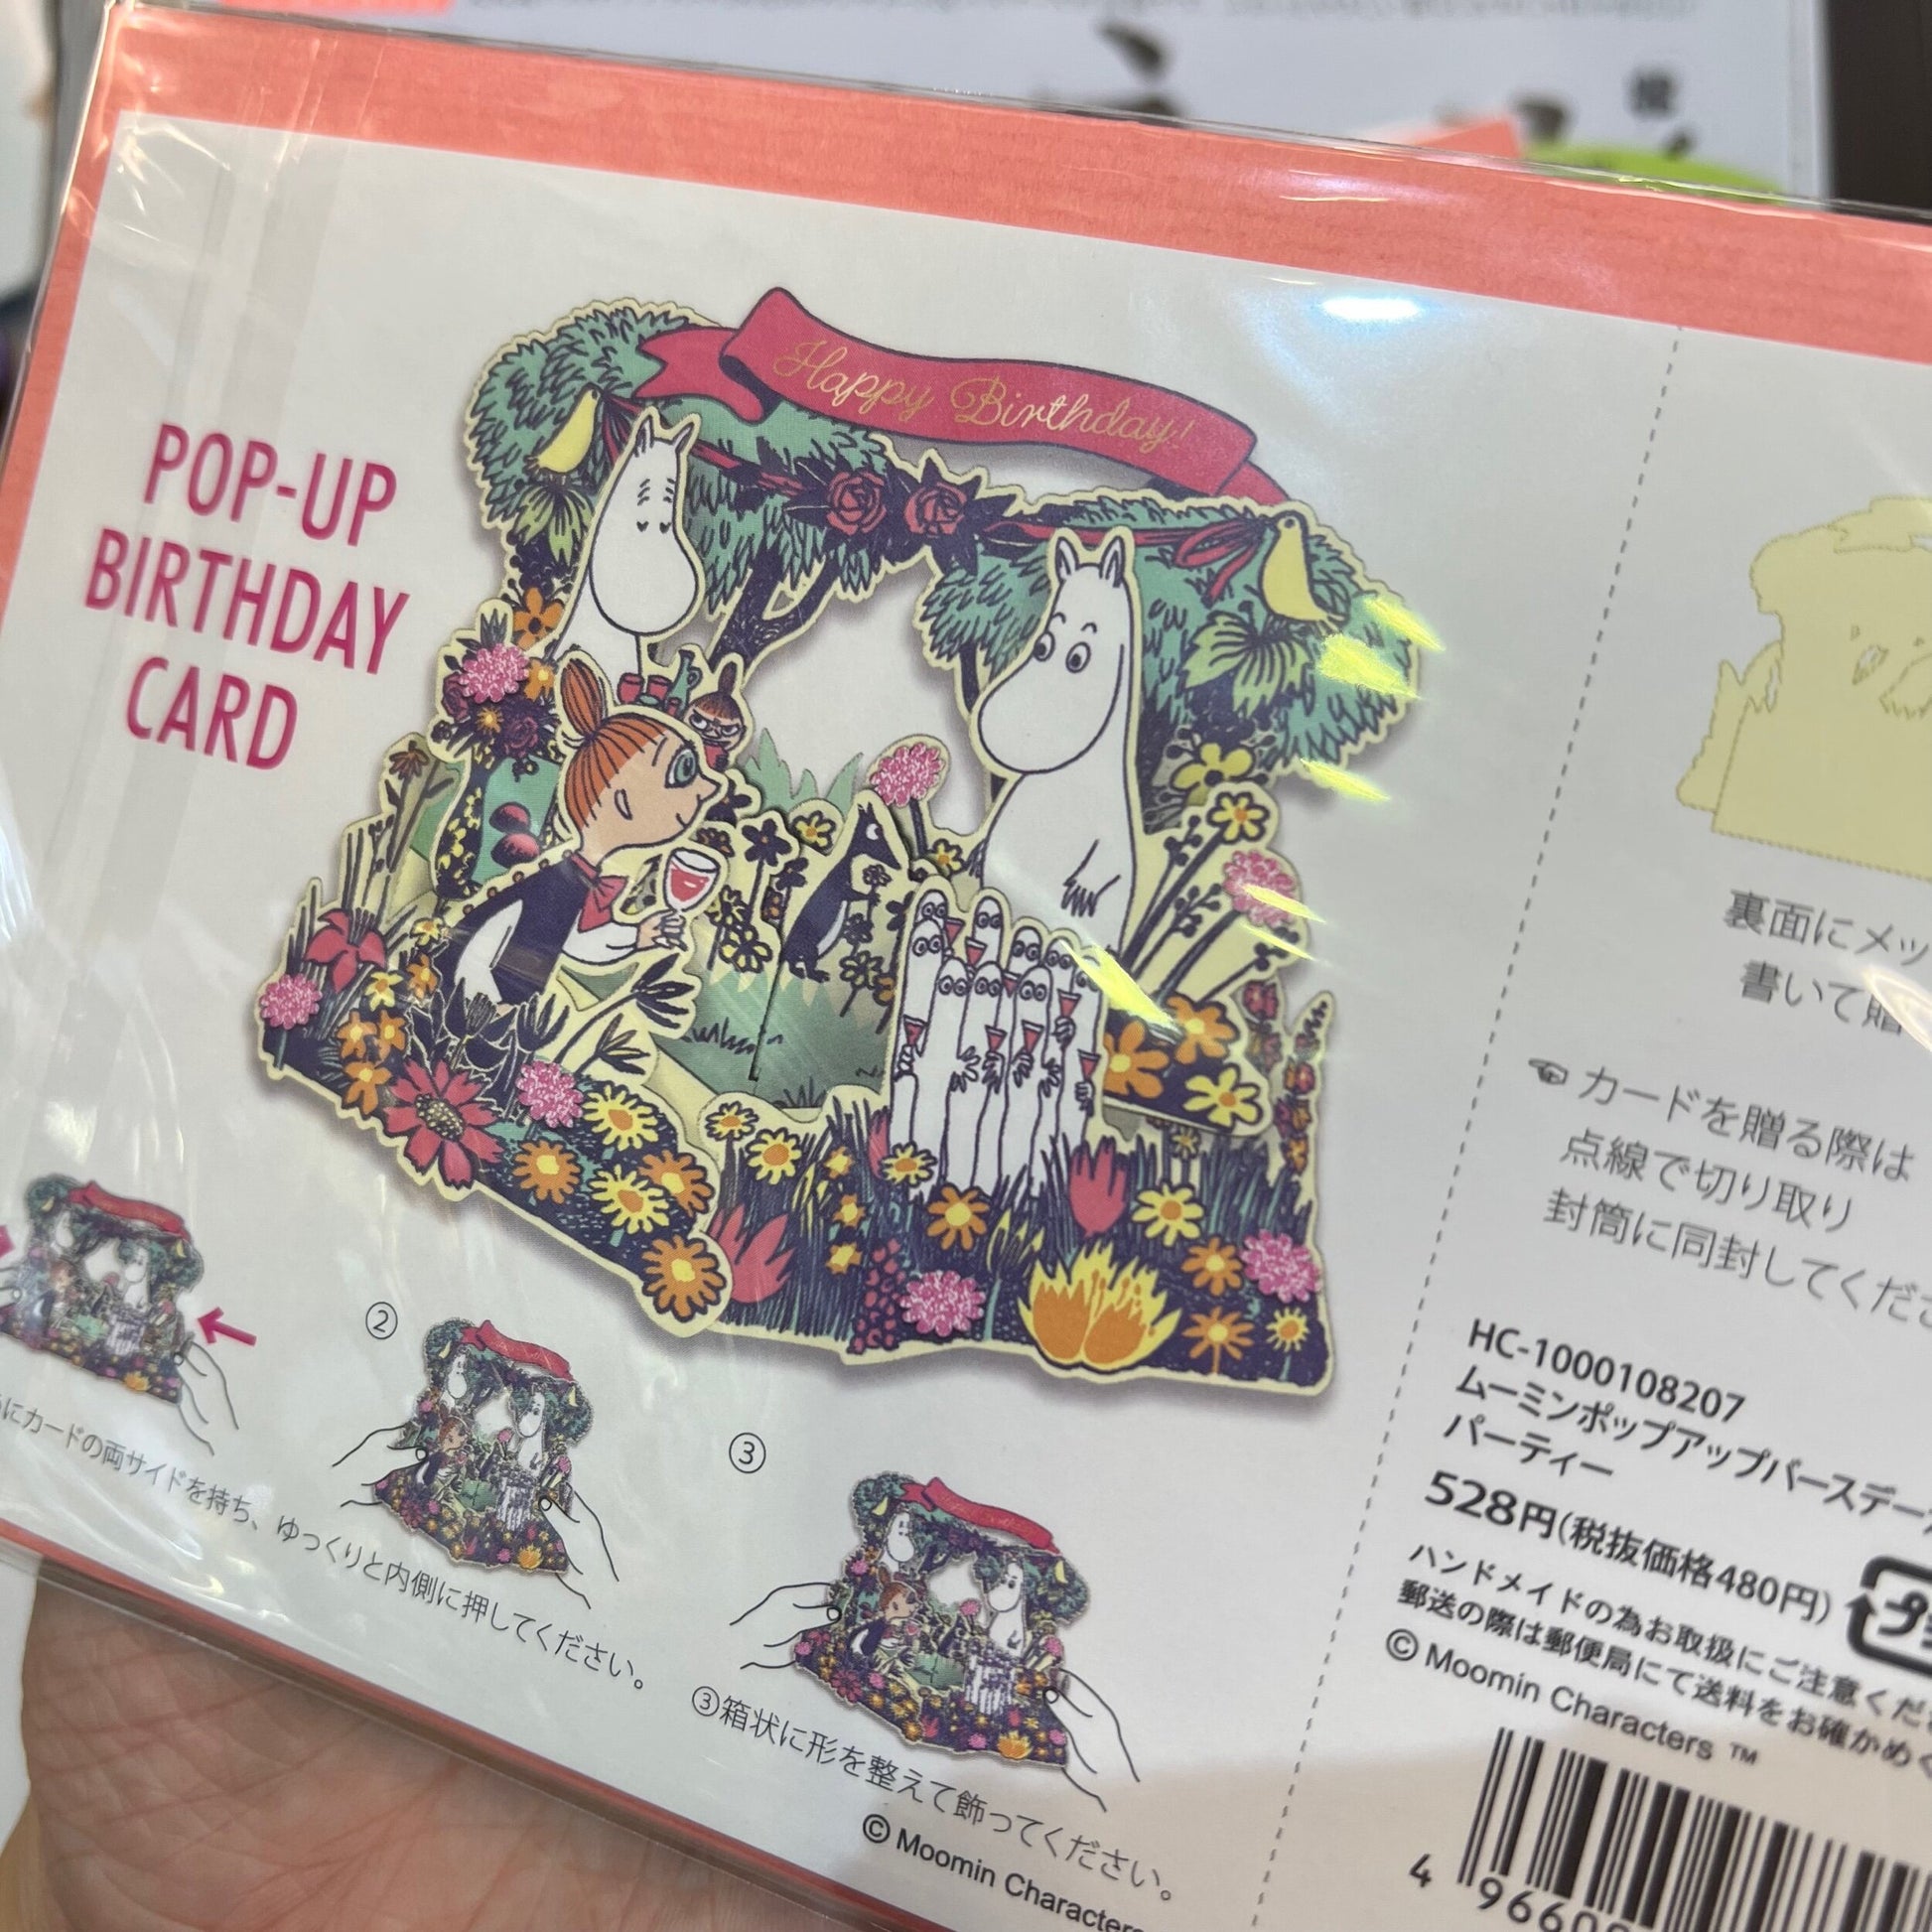 Happy Birthday!
POP-UP
BIRTHDAY
CARD
裏面にメッ
書いて贈
☜ カードを贈る際は
点線で切り取り
封筒に同封してくださ
HC-1000108207
ムーミンポップアップバースデー
パーティー
528円(税抜価格480円)
プ
ハンドメイドの為お取扱にご注意くだ
郵送の際は郵便局にて送料をお確かめく
© Moomin Characters ™
4 9660
②
③
にカードの両サイドを持ち、ゆっくりと内側に押してください。
③箱状に形を整えて飾ってください。
© Moomin Characters